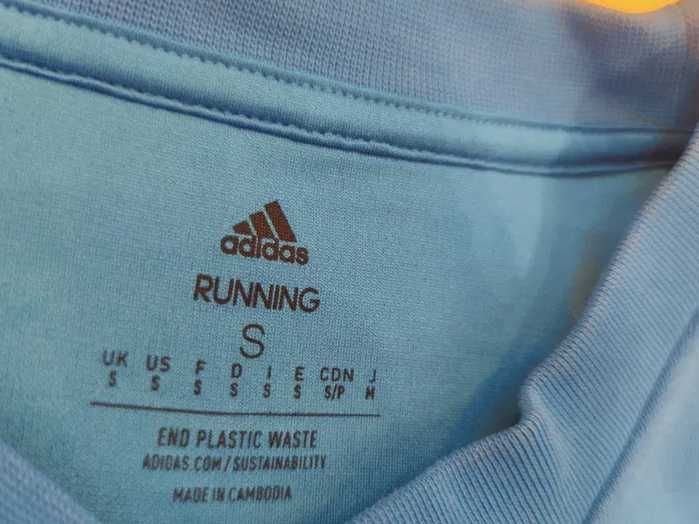 adidas
RUNNING
S
UK US F D I E CDN J
S S S S S S S/P M
END PLASTIC WASTE
ADIDAS.COM/SUSTAINABILITY
MADE IN CAMBODIA